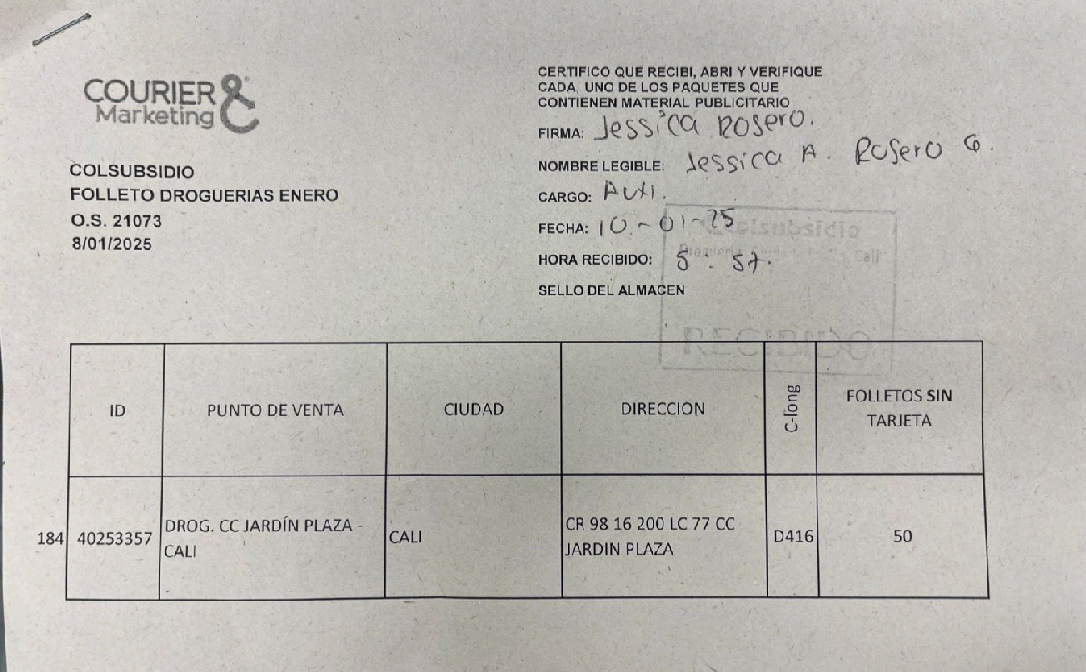 COURIER &
Marketing
COLSUBSIDIO
FOLLETO DROGUERIAS ENERO
O.S. 21073
8/01/2025
CERTIFICO QUE RECIBI, ABRI Y VERIFIQUE
CADA, UNO DE LOS PAQUETES QUE
CONTIENEN MATERIAL PUBLICITARIO
FIRMA: Jessica Rosero.
NOMBRE LEGIBLE: Jessica A. Rosero G.
CARGO: Auxi.
FECHA: 10-01-25
HORA RECIBIDO: 5:57.
SELLO DEL ALMACEN
Colsubsidio
Cali
RECIBIDO
ID
PUNTO DE VENTA
CIUDAD
DIRECCION
C-long
FOLLETOS SIN
TARJETA
184
40253357
DROG. CC JARDÍN PLAZA -
CALI
CALI
CR 98 16 200 LC 77 CC
JARDIN PLAZA
D416
50